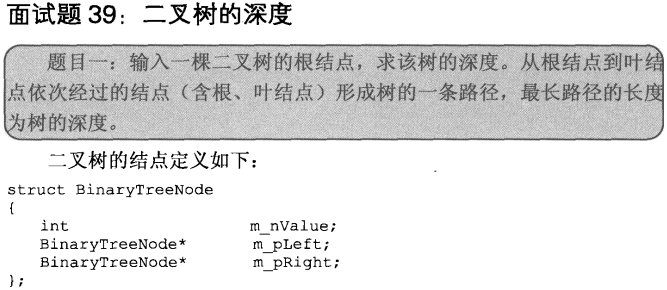 面试题 39：二叉树的深度
题目一：输入一棵二叉树的根结点，求该树的深度。从根结点到叶结
点依次经过的结点（含根、叶结点）形成树的一条路径，最长路径的长度
为树的深度。
二叉树的结点定义如下：
struct BinaryTreeNode
{
int m_nValue;
BinaryTreeNode* m_pLeft;
BinaryTreeNode* m_pRight;
};